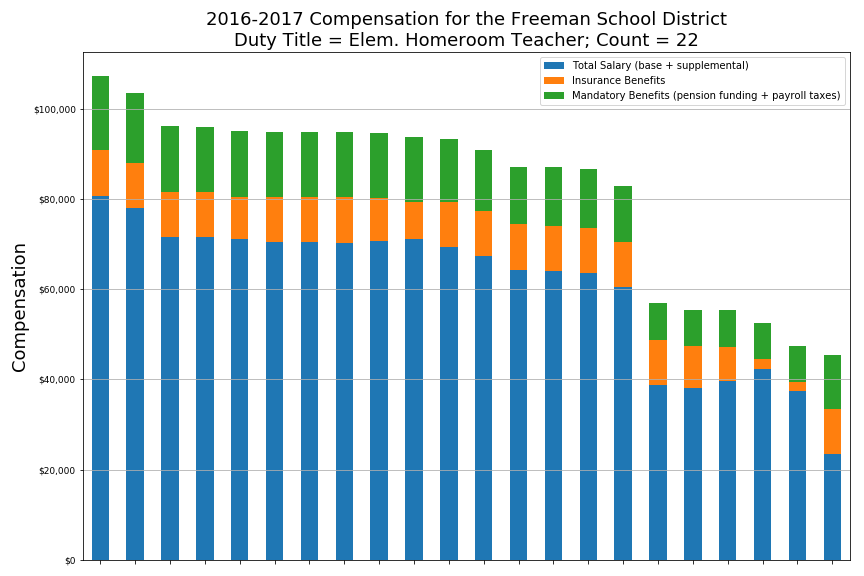 2016-2017 Compensation for the Freeman School District
Duty Title = Elem. Homeroom Teacher; Count = 22
Total Salary (base + supplemental)
Insurance Benefits
Mandatory Benefits (pension funding + payroll taxes)
$100,000
$80,000
$60,000
$40,000
$20,000
$0
Compensation